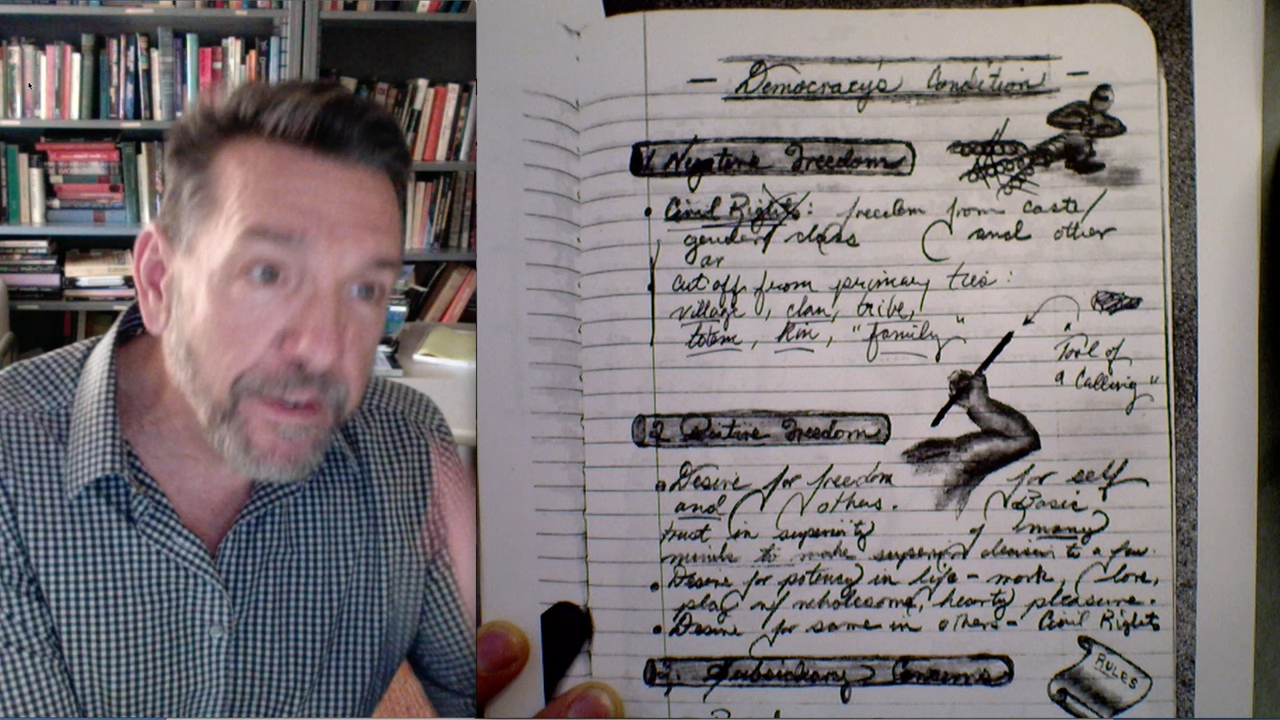 Democracy's Condition
1 Negative Freedom
• Civil Rights: freedom from caste/
gender/ class and other
or
• cut off from primary ties:
village, clan, tribe,
totem, kin, "family"
"Tool of
a Calling"
2 Positive Freedom
• Desire for freedom for self
and others. Basic
trust in superiority of many
minds to make superior decision to a few.
• Desire for potency in life - work, love,
play w/ wholesome, hearty pleasure.
• Desire for same in others - Civil Rights
Subsidiary Concerns
RULES